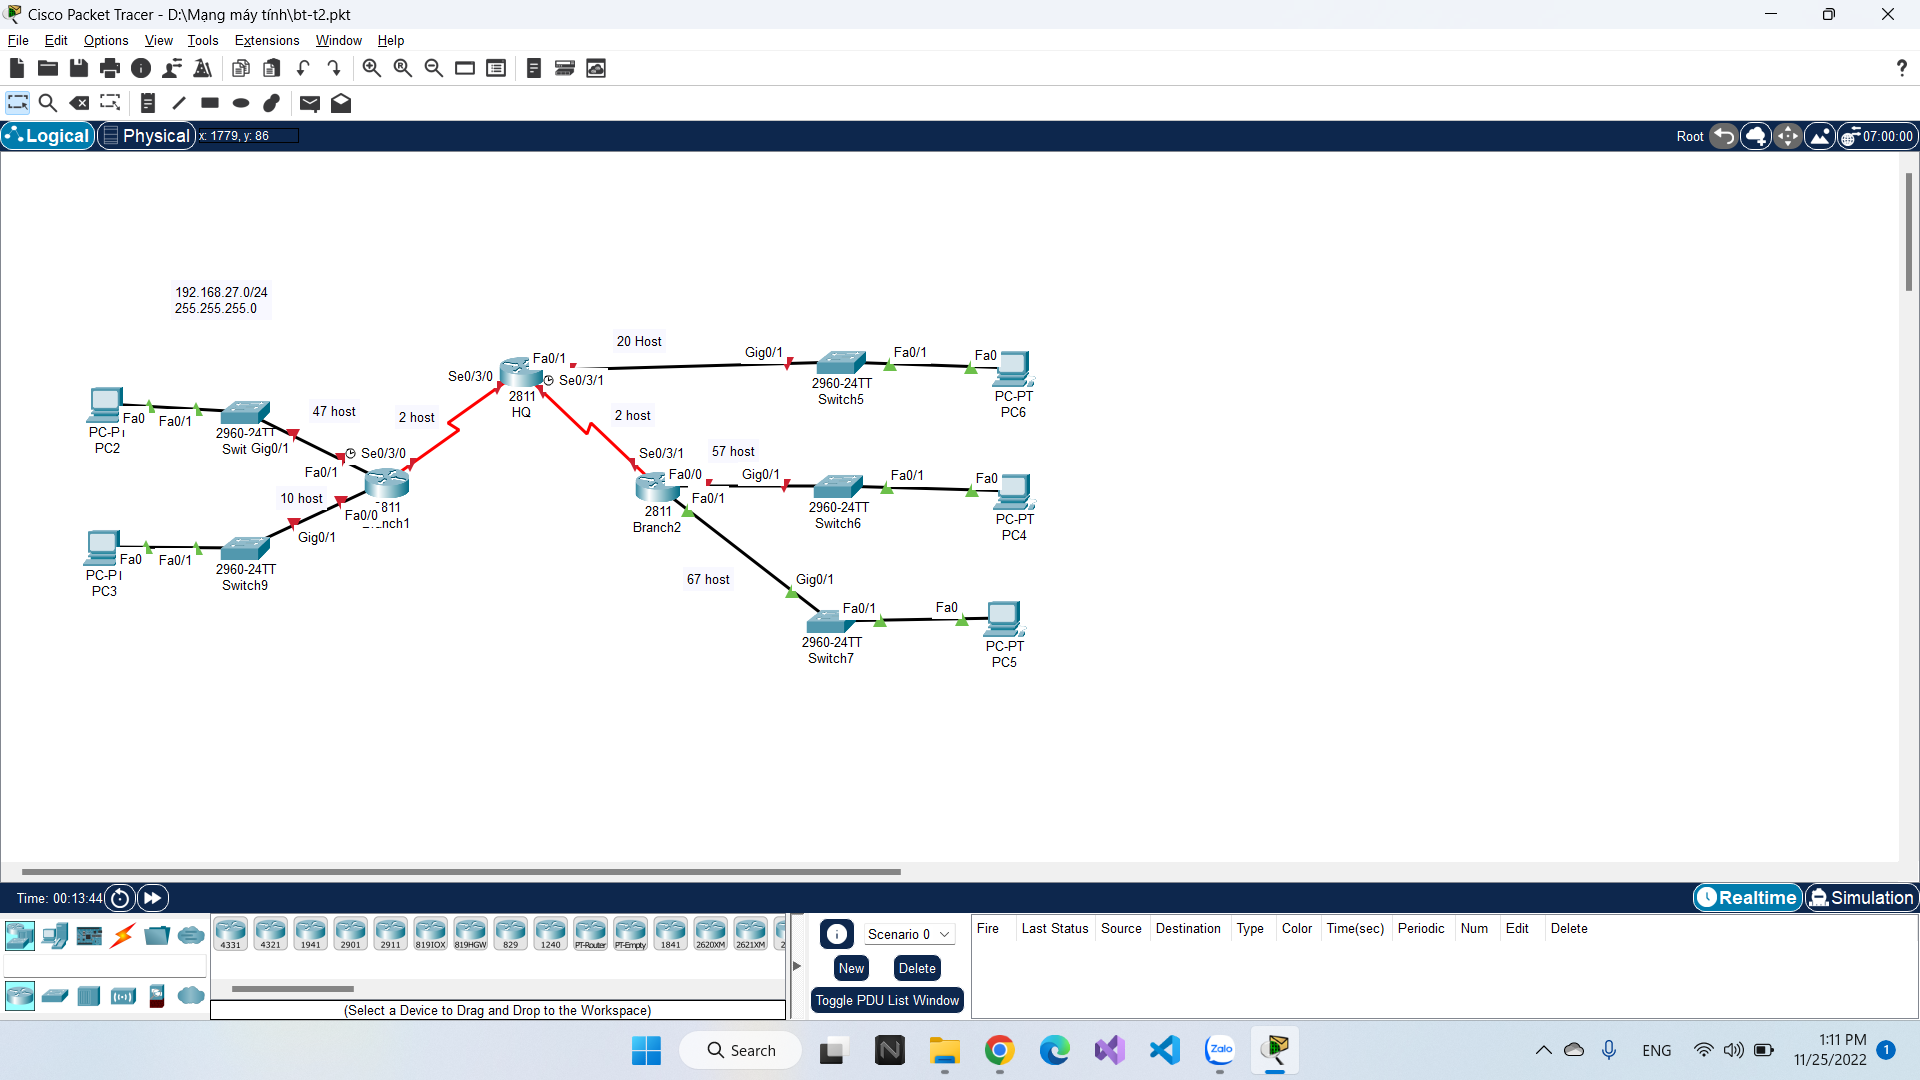 Cisco Packet Tracer - D:\Mạng máy tính\bt-t2.pkt
File Edit Options View Tools Extensions Window Help
?
Logical Physical x: 1779, y: 86 Root 07:00:00
192.168.27.0/24
255.255.255.0
20 Host
Fa0/1 Gig0/1 Fa0/1 Fa0
Se0/3/0 Se0/3/1
2811
HQ
2960-24TT
Switch5
PC-PT
PC6
47 host
2 host
2 host
Fa0 Fa0/1
PC-P
PC2
2960-24TT
Swit Gig0/1
Se0/3/0
Fa0/1
Se0/3/1
57 host
Fa0/0 Gig0/1 Fa0/1 Fa0
Fa0/1
10 host
Fa0/0
811
nch1
Gig0/1
2811
Branch2
2960-24TT
Switch6
PC-PT
PC4
Fa0 Fa0/1
PC-P
PC3
2960-24TT
Switch9
67 host
Gig0/1
Fa0/1 Fa0
2960-24TT
Switch7
PC-PT
PC5
Time: 00:13:44 Realtime Simulation
4331 4321 1941 2901 2911 819IOX 819HGW 829 1240 PT-Router PT-Empty 1841 2620XM 2621XM 2
(Select a Device to Drag and Drop to the Workspace)
Scenario 0
New Delete
Toggle PDU List Window
Fire Last Status Source Destination Type Color Time(sec) Periodic Num Edit Delete
Search
Zalo
ENG
1:11 PM
11/25/2022
1